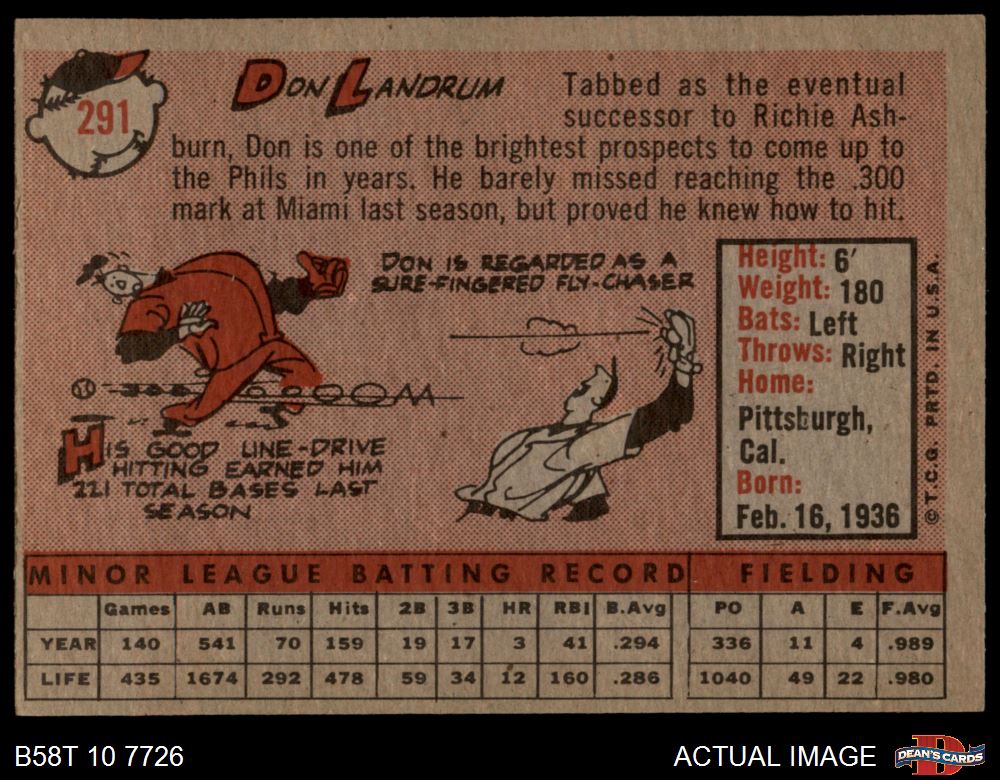 291
DON LANDRUM
Tabbed as the eventual
successor to Richie Ash-
burn, Don is one of the brightest prospects to come up to
the Phils in years. He barely missed reaching the .300
mark at Miami last season, but proved he knew how to hit.
DON IS REGARDED AS A
SURE-FINGERED FLY-CHASER
HIS GOOD LINE-DRIVE
HITTING EARNED HIM
221 TOTAL BASES LAST
SEASON
Height: 6'
Weight: 180
Bats: Left
Throws: Right
Home:
Pittsburgh,
Cal.
Born:
Feb. 16, 1936
© T.C.G. PRTD. IN U.S.A.
MINOR LEAGUE BATTING RECORD FIELDING
Games AB Runs Hits 2B 3B HR RBI B.Avg PO A E F.Avg
YEAR 140 541 70 159 19 17 3 41 .294 336 11 4 .989
LIFE 435 1674 292 478 59 34 12 160 .286 1040 49 22 .980
B58T 10 7726
ACTUAL IMAGE
D
DEAN'S CARDS